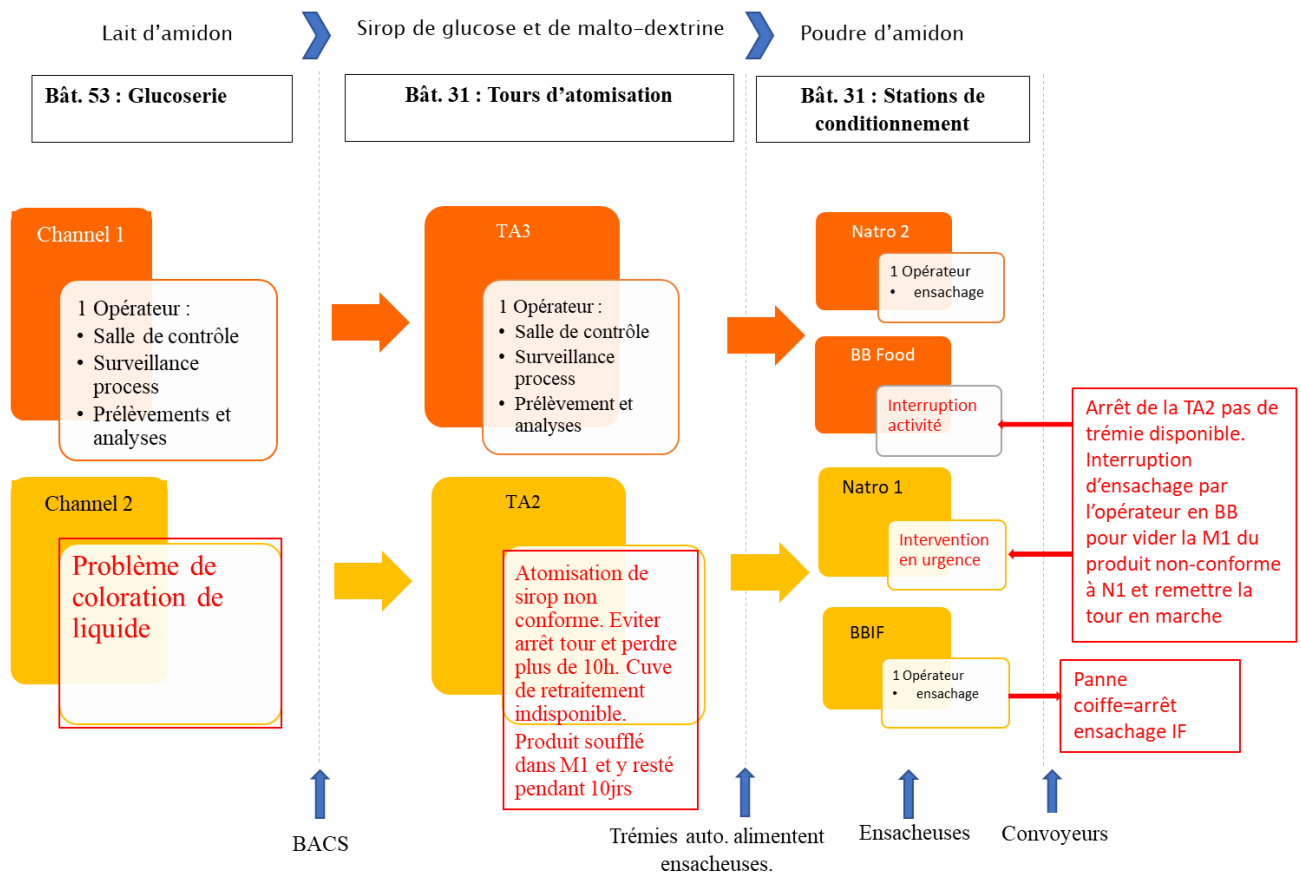 Lait d'amidon
Sirop de glucose et de malto-dextrine
Poudre d'amidon
Bât. 53 : Glucoserie
Bât. 31 : Tours d'atomisation
Bât. 31 : Stations de
conditionnement
Channel 1
1 Opérateur :
• Salle de contrôle
• Surveillance
process
• Prélèvements et
analyses
TA3
1 Opérateur :
• Salle de contrôle
• Surveillance
process
• Prélèvement et
analyses
Natro 2
1 Opérateur
• ensachage
BB Food
Interruption
activité
Arrêt de la TA2 pas de
trémie disponible.
Interruption
d'ensachage par
l'opérateur en BB
pour vider la M1 du
produit non-conforme
à N1 et remettre la
tour en marche
Channel 2
Problème de
coloration de
liquide
TA2
Atomisation de
sirop non
conforme. Eviter
arrêt tour et perdre
plus de 10h. Cuve
de retraitement
indisponible.
Produit soufflé
dans M1 et y resté
pendant 10jrs
Natro 1
Intervention
en urgence
BBIF
1 Opérateur
• ensachage
Panne
coiffe=arrêt
ensachage IF
BACS
Trémies auto. alimentent
ensacheuses.
Ensacheuses
Convoyeurs